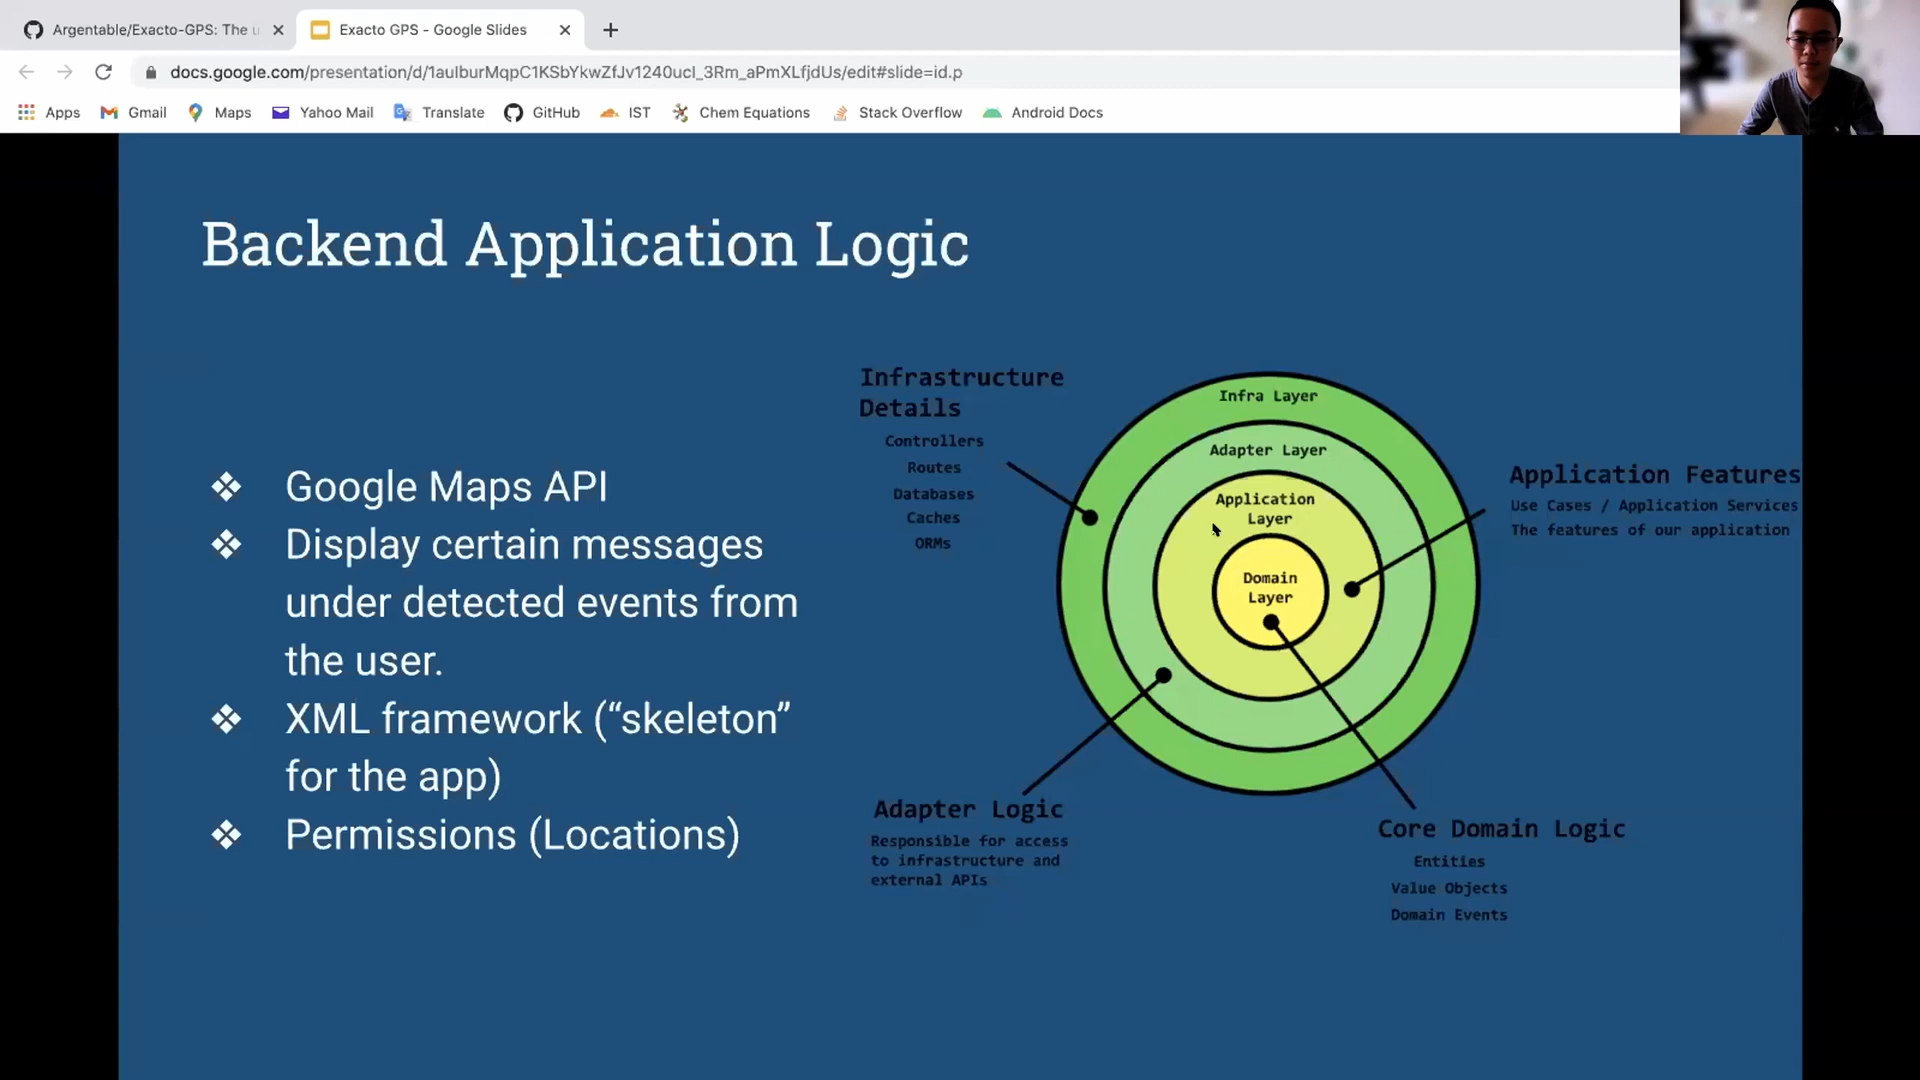 Argentable/Exacto-GPS: The u
Exacto GPS - Google Slides
docs.google.com/presentation/d/1aulburMqpC1KSbYkwZfJv1240ucl_3Rm_aPmXLfjdUs/edit#slide=id.p
Apps Gmail Maps Yahoo Mail Translate GitHub IST Chem Equations Stack Overflow Android Docs
Backend Application Logic
❖ Google Maps API
❖ Display certain messages
under detected events from
the user.
❖ XML framework (“skeleton”
for the app)
❖ Permissions (Locations)
Infrastructure
Details
Controllers
Routes
Databases
Caches
ORMs
Infra Layer
Adapter Layer
Application
Layer
Domain
Layer
Application Features
Use Cases / Application Services
The features of our application
Adapter Logic
Responsible for access
to infrastructure and
external APIs
Core Domain Logic
Entities
Value Objects
Domain Events